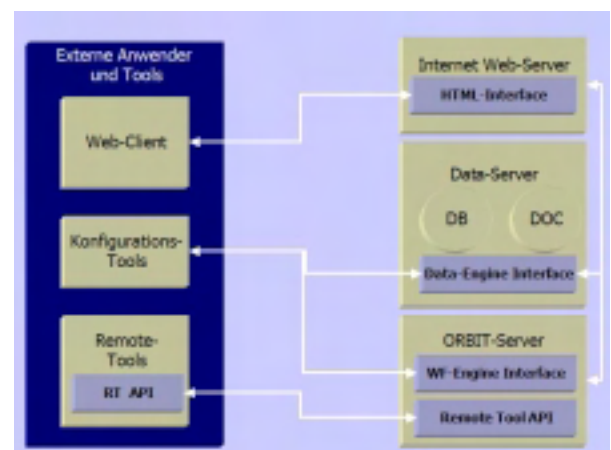 Externe Anwender
und Tools
Web-Client
Konfigurations-
Tools
Remote-
Tools
RT API
Internet Web-Server
HTML-Interface
Data-Server
DB DOC
Data-Engine Interface
ORBIT-Server
WF-Engine Interface
Remote Tool API